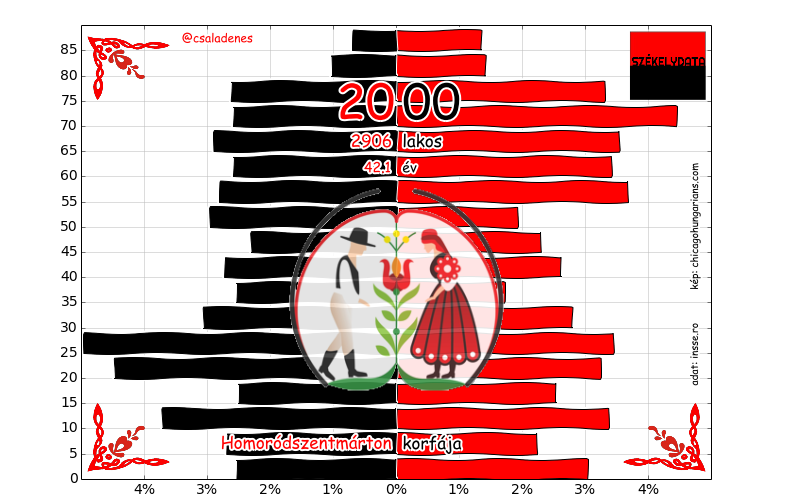 @csaladenes
SZÉKELYDATA
2000
2906 lakos
42.1 év
kép: chicagohungarians.com
adat: insse.ro
Homoródszentmárton korfája
85
80
75
70
65
60
55
50
45
40
35
30
25
20
15
10
5
0
4% 3% 2% 1% 0% 1% 2% 3% 4%